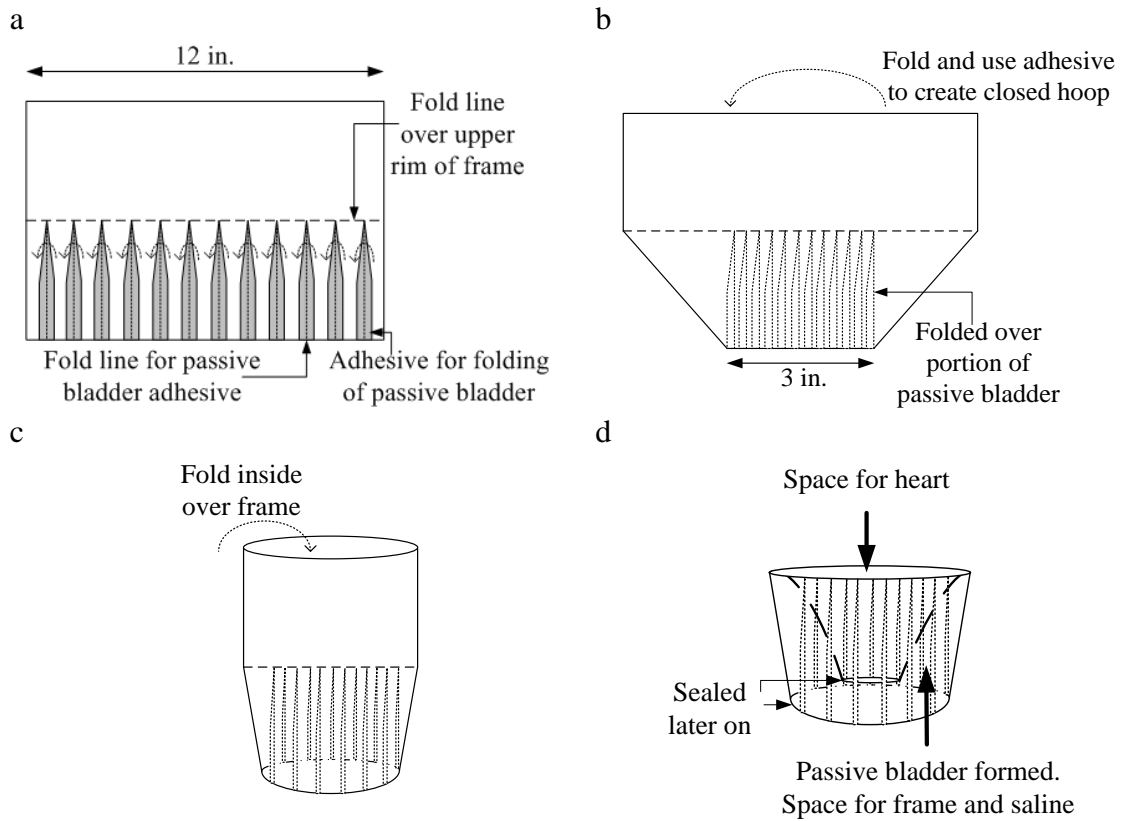 a
12 in.
Fold line
over upper
rim of frame
Fold line for passive
bladder adhesive
Adhesive for folding
of passive bladder
b
Fold and use adhesive
to create closed hoop
Folded over
portion of
passive bladder
3 in.
c
Fold inside
over frame
d
Space for heart
Sealed
later on
Passive bladder formed.
Space for frame and saline